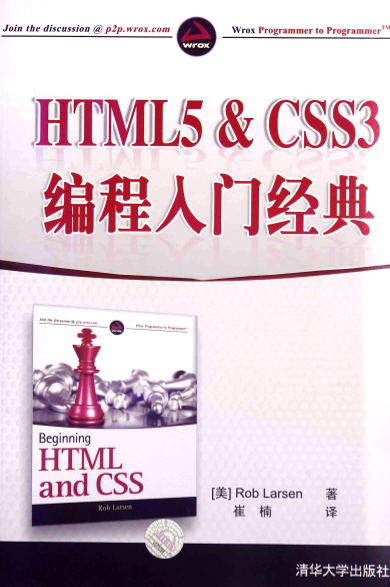 Join the discussion @ p2p.wrox.com
wrox
Wrox Programmer to Programmer™
HTML5 & CSS3
编程入门经典
Join the discussion @ p2p.wrox.com
Wrox Programmer to Programmer™
wrox
Beginning
HTML
and CSS
Rob Larsen
[美] Rob Larsen 著
崔楠 译
清华大学出版社